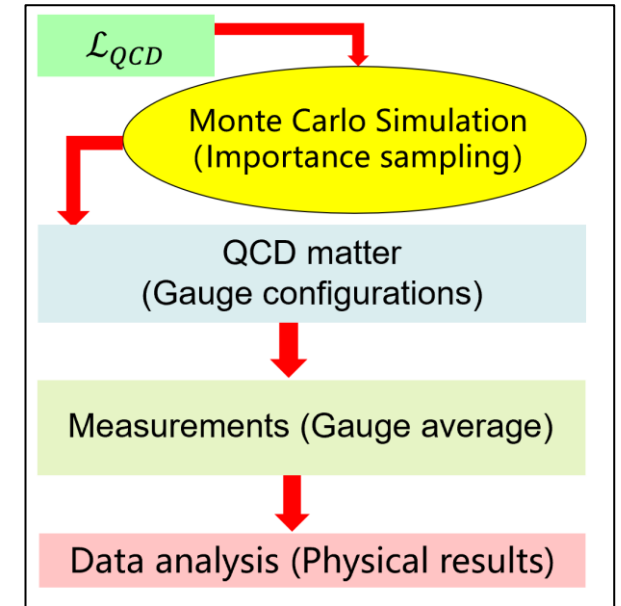 ℒ_QCD
Monte Carlo Simulation
(Importance sampling)
QCD matter
(Gauge configurations)
Measurements (Gauge average)
Data analysis (Physical results)